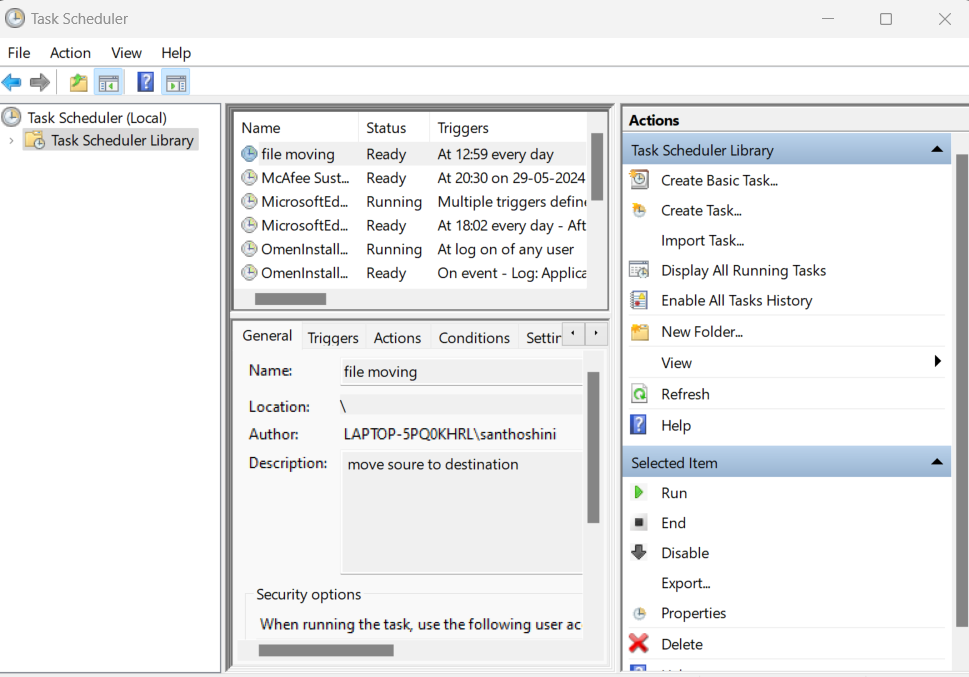 Task Scheduler
File Action View Help
Task Scheduler (Local)
Task Scheduler Library
Name Status Triggers
file moving Ready At 12:59 every day
McAfee Sust... Ready At 20:30 on 29-05-2024
MicrosoftEd... Running Multiple triggers define
MicrosoftEd... Ready At 18:02 every day - Aft
OmenInstall... Running At log on of any user
OmenInstall... Ready On event - Log: Applica
General Triggers Actions Conditions Settin
Name: file moving
Location: \
Author: LAPTOP-5PQ0KHRL\santhoshini
Description: move soure to destination
Security options
When running the task, use the following user ac
Actions
Task Scheduler Library
Create Basic Task...
Create Task...
Import Task...
Display All Running Tasks
Enable All Tasks History
New Folder...
View
Refresh
Help
Selected Item
Run
End
Disable
Export...
Properties
Delete